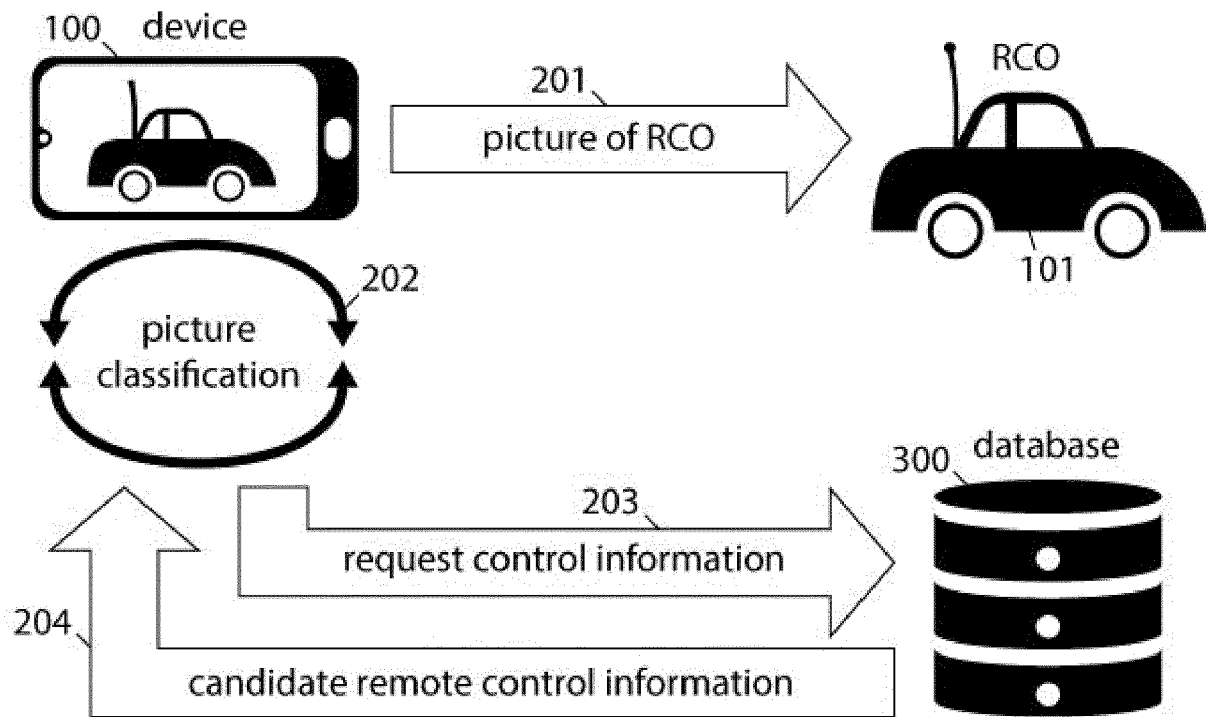 100 device
201
picture of RCO
RCO
101
202
picture
classification
300 database
203
request control information
204
candidate remote control information